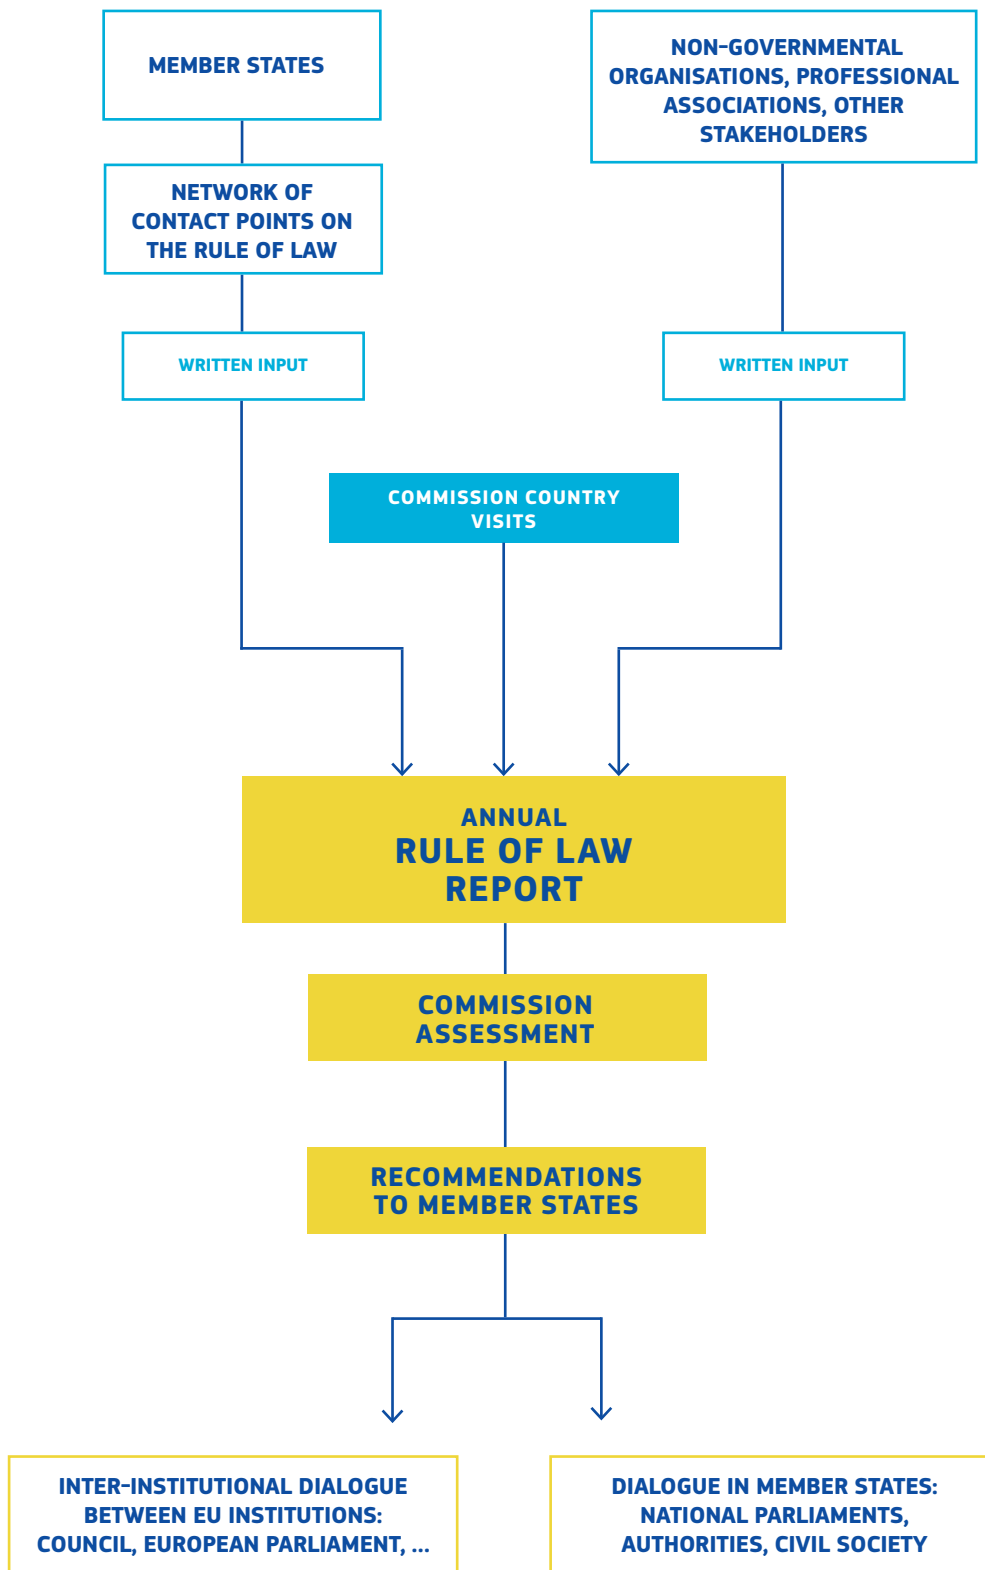 MEMBER STATES
NON-GOVERNMENTAL
ORGANISATIONS, PROFESSIONAL
ASSOCIATIONS, OTHER
STAKEHOLDERS
NETWORK OF
CONTACT POINTS ON
THE RULE OF LAW
WRITTEN INPUT
WRITTEN INPUT
COMMISSION COUNTRY
VISITS
ANNUAL
RULE OF LAW
REPORT
COMMISSION
ASSESSMENT
RECOMMENDATIONS
TO MEMBER STATES
INTER-INSTITUTIONAL DIALOGUE
BETWEEN EU INSTITUTIONS:
COUNCIL, EUROPEAN PARLIAMENT, ...
DIALOGUE IN MEMBER STATES:
NATIONAL PARLIAMENTS,
AUTHORITIES, CIVIL SOCIETY